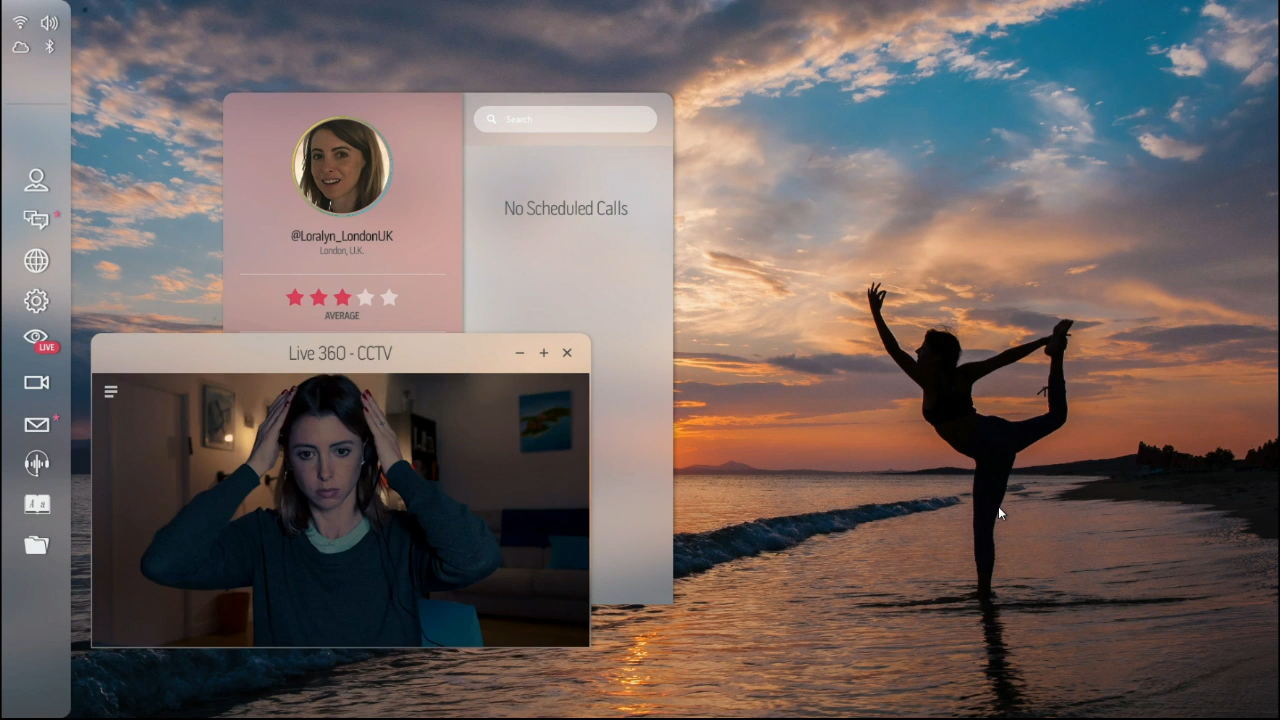 Search
No Scheduled Calls
@Loralyn_LondonUK
London, U.K.
AVERAGE
Live 360 - CCTV
LIVE
A a